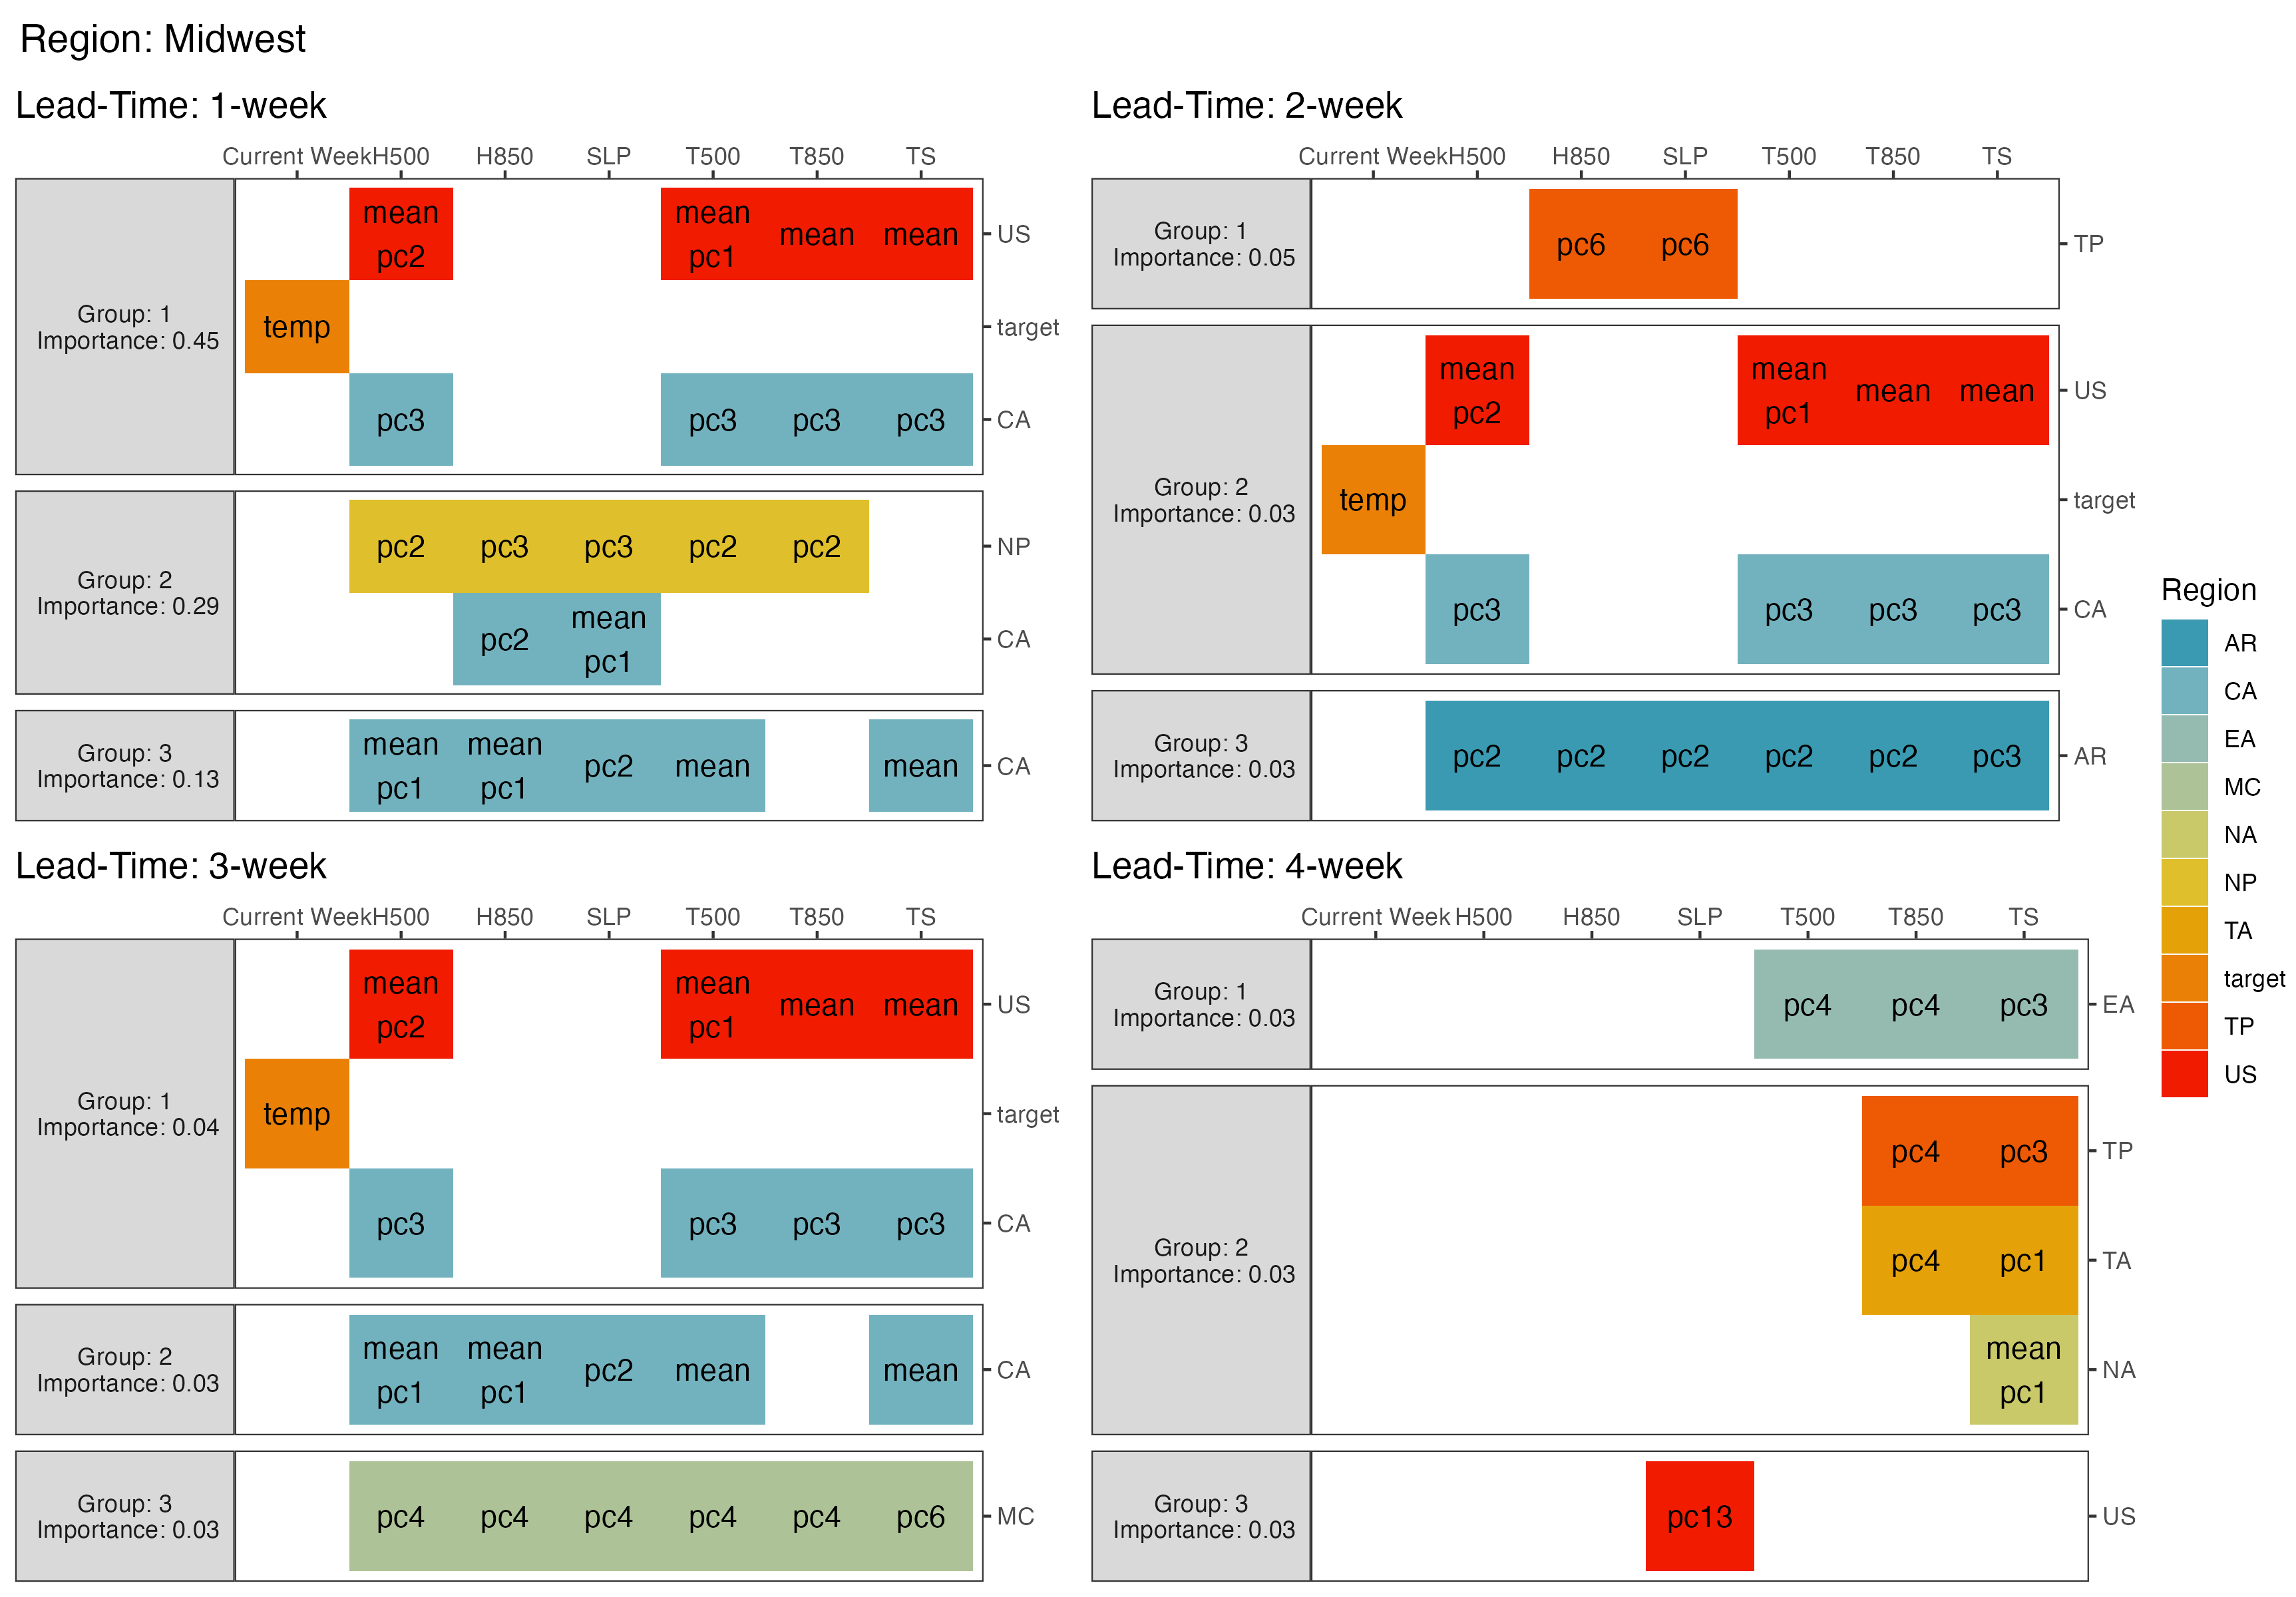 Region: Midwest
Lead-Time: 1-week
Current Week H500 H850 SLP T500 T850 TS
Group: 1
Importance: 0.45
mean
pc2
mean
pc1
mean
mean
US
temp
target
pc3 pc3 pc3 pc3 CA
Group: 2
Importance: 0.29
pc2 pc3 pc3 pc2 pc2 NP
pc2
mean
pc1
CA
Group: 3
Importance: 0.13
mean
pc1
mean
pc1
pc2
mean
mean
CA
Lead-Time: 2-week
Current Week H500 H850 SLP T500 T850 TS
Group: 1
Importance: 0.05
pc6 pc6 TP
Group: 2
Importance: 0.03
mean
pc2
mean
pc1
mean
mean
US
temp
target
pc3 pc3 pc3 pc3 CA
Group: 3
Importance: 0.03
pc2 pc2 pc2 pc2 pc2 pc3 AR
Lead-Time: 3-week
Current Week H500 H850 SLP T500 T850 TS
Group: 1
Importance: 0.04
mean
pc2
mean
pc1
mean
mean
US
temp
target
pc3 pc3 pc3 pc3 CA
Group: 2
Importance: 0.03
mean
pc1
mean
pc1
pc2
mean
mean
CA
Group: 3
Importance: 0.03
pc4 pc4 pc4 pc4 pc4 pc6 MC
Lead-Time: 4-week
Current Week H500 H850 SLP T500 T850 TS
Group: 1
Importance: 0.03
pc4 pc4 pc3 EA
Group: 2
Importance: 0.03
pc4 pc3 TP
pc4 pc1 TA
mean
pc1
NA
Group: 3
Importance: 0.03
pc13 US
Region
AR
CA
EA
MC
NA
NP
TA
target
TP
US